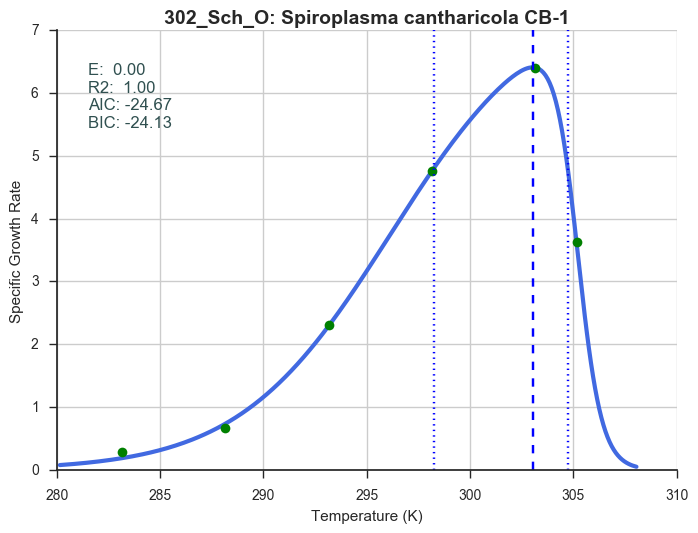 302_Sch_O: Spiroplasma cantharicola CB-1
E:  0.00
R2:  1.00
AIC: -24.67
BIC: -24.13
Specific Growth Rate
7
6
5
4
3
2
1
0
280 285 290 295 300 305 310
Temperature (K)